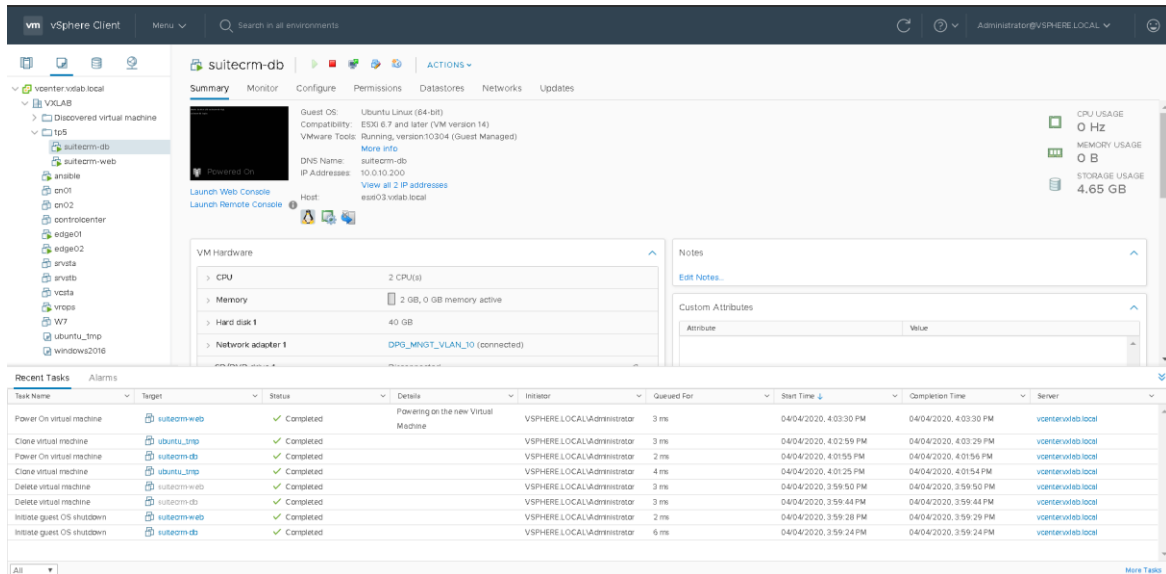 vm vSphere Client Menu Search in all environments Administrator@VSPHERE.LOCAL
suitecrm-db ACTIONS
Summary Monitor Configure Permissions Datastores Networks Updates
vcenter.vxlab.local
VXLAB
Discovered virtual machine
tp5
suitecrm-db
suitecrm-web
ansible
cn01
cn02
controlcenter
edge01
edge02
srvsta
srvstb
vcsta
vrops
W7
ubuntu_tmp
windows2016
Powered On
Launch Web Console
Launch Remote Console
Guest OS: Ubuntu Linux (64-bit)
Compatibility: ESXi 6.7 and later (VM version 14)
VMware Tools: Running, version:10304 (Guest Managed)
More info
DNS Name: suitecrm-db
IP Addresses: 10.0.10.200
View all 2 IP addresses
Host: esxi03.vxlab.local
CPU USAGE
0 Hz
MEMORY USAGE
0 B
STORAGE USAGE
4.65 GB
VM Hardware
CPU 2 CPU(s)
Memory 2 GB, 0 GB memory active
Hard disk 1 40 GB
Network adapter 1 DPG_MNGT_VLAN_10 (connected)
Notes
Edit Notes...
Custom Attributes
Attribute Value
Recent Tasks Alarms
Task Name Target Status Details Initiator Queued For Start Time Completion Time Server
Power On virtual machine suitecrm-web Completed Powering on the new Virtual Machine VSPHERE.LOCAL\Administrator 3 ms 04/04/2020, 4:03:30 PM 04/04/2020, 4:03:30 PM vcenter.vxlab.local
Clone virtual machine ubuntu_tmp Completed VSPHERE.LOCAL\Administrator 3 ms 04/04/2020, 4:02:59 PM 04/04/2020, 4:03:29 PM vcenter.vxlab.local
Power On virtual machine suitecrm-db Completed VSPHERE.LOCAL\Administrator 2 ms 04/04/2020, 4:01:55 PM 04/04/2020, 4:01:56 PM vcenter.vxlab.local
Clone virtual machine ubuntu_tmp Completed VSPHERE.LOCAL\Administrator 4 ms 04/04/2020, 4:01:25 PM 04/04/2020, 4:01:54 PM vcenter.vxlab.local
Delete virtual machine suitecrm-web Completed VSPHERE.LOCAL\Administrator 3 ms 04/04/2020, 3:59:50 PM 04/04/2020, 3:59:50 PM vcenter.vxlab.local
Delete virtual machine suitecrm-db Completed VSPHERE.LOCAL\Administrator 3 ms 04/04/2020, 3:59:44 PM 04/04/2020, 3:59:44 PM vcenter.vxlab.local
Initiate guest OS shutdown suitecrm-web Completed VSPHERE.LOCAL\Administrator 2 ms 04/04/2020, 3:59:28 PM 04/04/2020, 3:59:29 PM vcenter.vxlab.local
Initiate guest OS shutdown suitecrm-db Completed VSPHERE.LOCAL\Administrator 6 ms 04/04/2020, 3:59:24 PM 04/04/2020, 3:59:24 PM vcenter.vxlab.local
All More Tasks